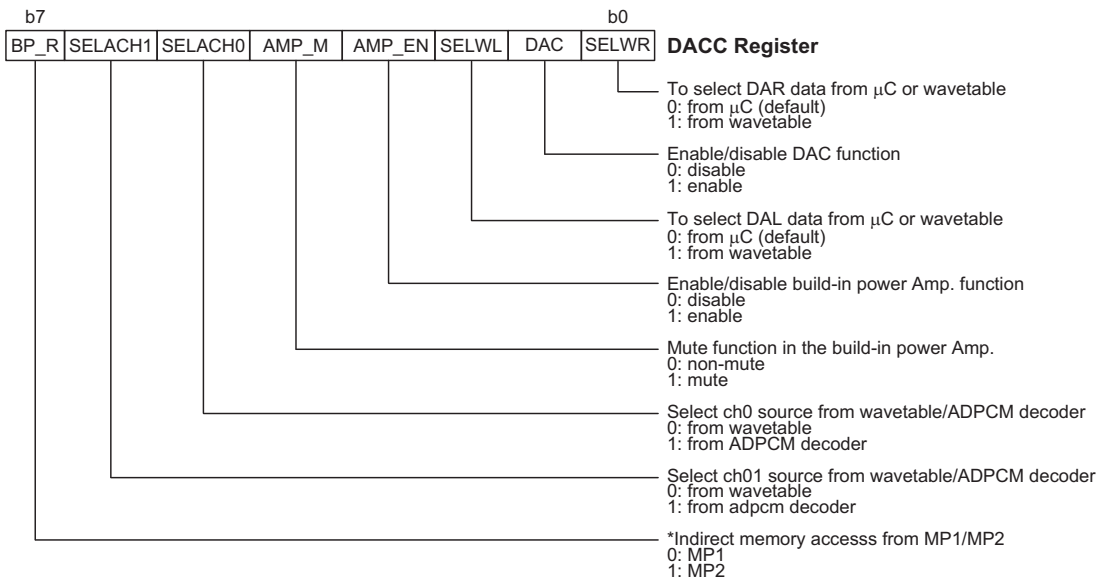 b7 b0
BP_R SELACH1 SELACH0 AMP_M AMP_EN SELWL DAC SELWR DACC Register
To select DAR data from µC or wavetable
0: from µC (default)
1: from wavetable
Enable/disable DAC function
0: disable
1: enable
To select DAL data from µC or wavetable
0: from µC (default)
1: from wavetable
Enable/disable build-in power Amp. function
0: disable
1: enable
Mute function in the build-in power Amp.
0: non-mute
1: mute
Select ch0 source from wavetable/ADPCM decoder
0: from wavetable
1: from ADPCM decoder
Select ch01 source from wavetable/ADPCM decoder
0: from wavetable
1: from adpcm decoder
*Indirect memory accesss from MP1/MP2
0: MP1
1: MP2